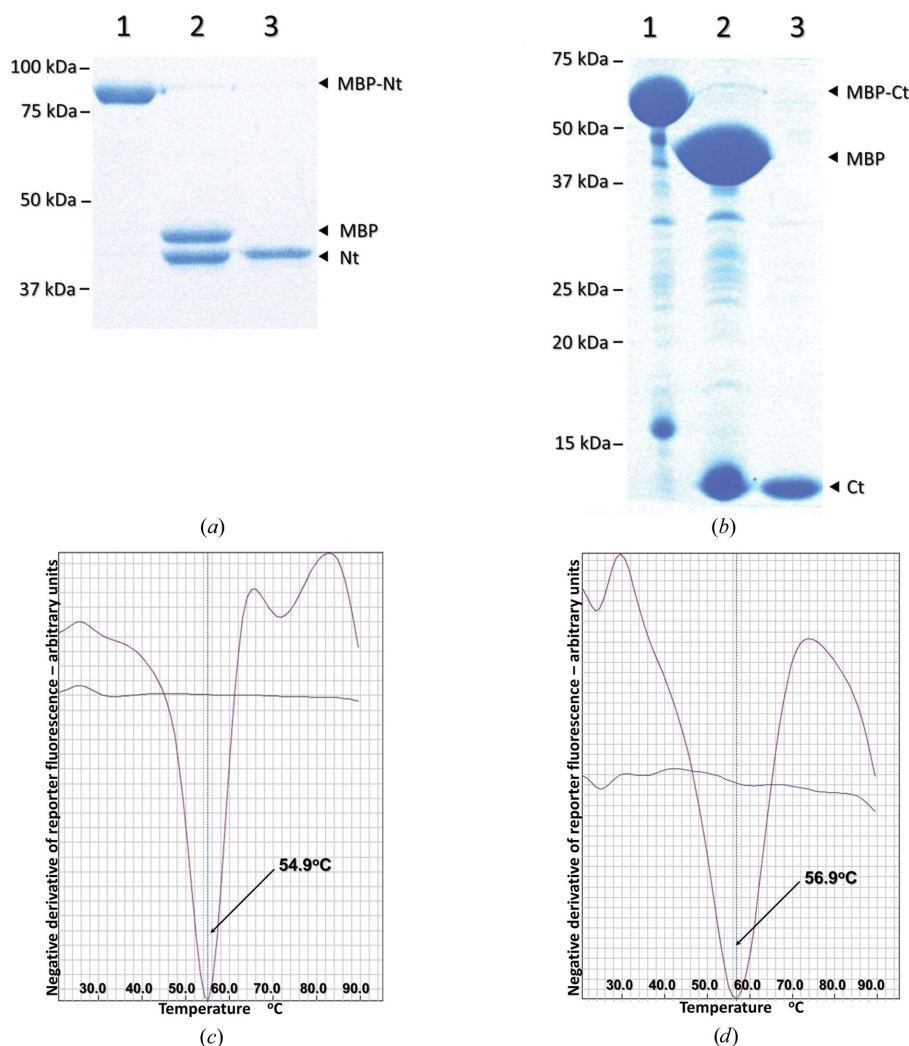 1 2 3
100 kDa
MBP-Nt
75 kDa
50 kDa
MBP
Nt
37 kDa
(a)
1 2 3
75 kDa
MBP-Ct
50 kDa
MBP
37 kDa
25 kDa
20 kDa
15 kDa
Ct
(b)
Negative derivative of reporter fluorescence – arbitrary units
54.9°C
30.0 40.0 50.0 60.0 70.0 80.0 90.0
Temperature °C
(c)
Negative derivative of reporter fluorescence – arbitrary units
56.9°C
30.0 40.0 50.0 60.0 70.0 80.0 90.0
Temperature °C
(d)